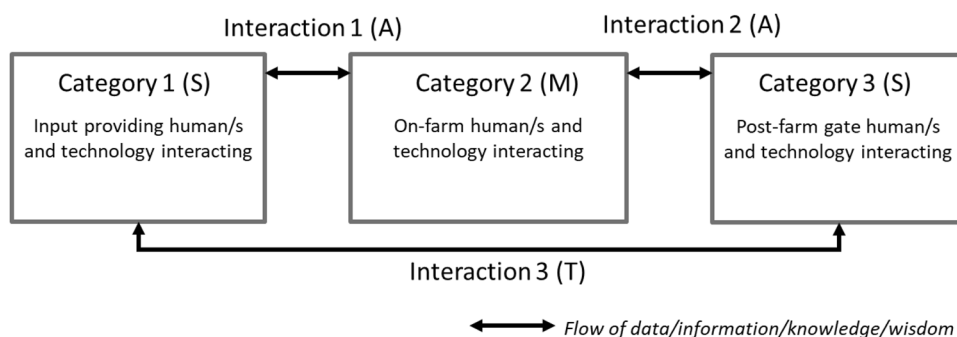 Interaction 1 (A)
Interaction 2 (A)
Category 1 (S)
Input providing human/s
and technology interacting
Category 2 (M)
On-farm human/s and
technology interacting
Category 3 (S)
Post-farm gate human/s
and technology interacting
Interaction 3 (T)
Flow of data/information/knowledge/wisdom